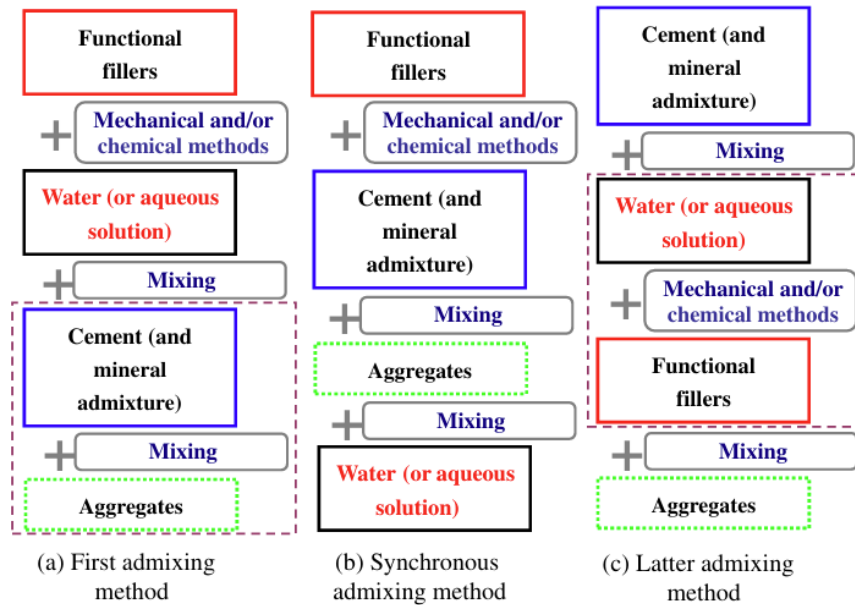 Functional
fillers
+
Mechanical and/or
chemical methods
Water (or aqueous
solution)
+
Mixing
Cement (and
mineral
admixture)
+
Mixing
Aggregates
(a) First admixing
method
Functional
fillers
+
Mechanical and/or
chemical methods
Cement (and
mineral
admixture)
+
Mixing
Aggregates
+
Mixing
Water (or aqueous
solution)
(b) Synchronous
admixing method
Cement (and
mineral
admixture)
+
Mixing
Water (or aqueous
solution)
+
Mechanical and/or
chemical methods
Functional
fillers
+
Mixing
Aggregates
(c) Latter admixing
method